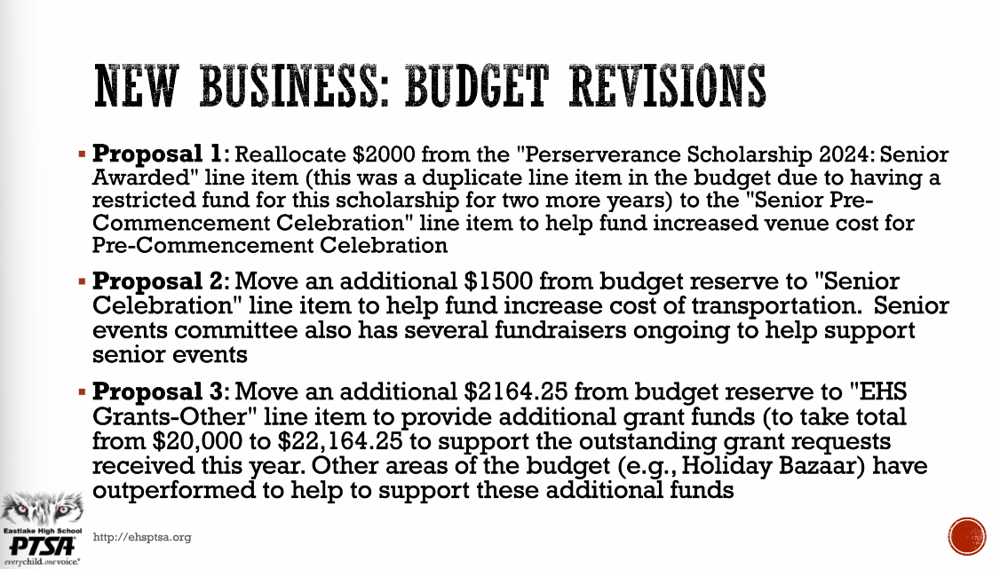 NEW BUSINESS: BUDGET REVISIONS
▪ Proposal 1: Reallocate $2000 from the "Perserverance Scholarship 2024: Senior
Awarded" line item (this was a duplicate line item in the budget due to having a
restricted fund for this scholarship for two more years) to the "Senior Pre-
Commencement Celebration" line item to help fund increased venue cost for
Pre-Commencement Celebration
▪ Proposal 2: Move an additional $1500 from budget reserve to "Senior
Celebration" line item to help fund increase cost of transportation.  Senior
events committee also has several fundraisers ongoing to help support
senior events
▪ Proposal 3: Move an additional $2164.25 from budget reserve to "EHS
Grants-Other" line item to provide additional grant funds (to take total
from $20,000 to $22,164.25 to support the outstanding grant requests
received this year. Other areas of the budget (e.g., Holiday Bazaar) have
outperformed to help to support these additional funds
Eastlake High School
PTSA
everychild. one voice.®
http://ehsptsa.org